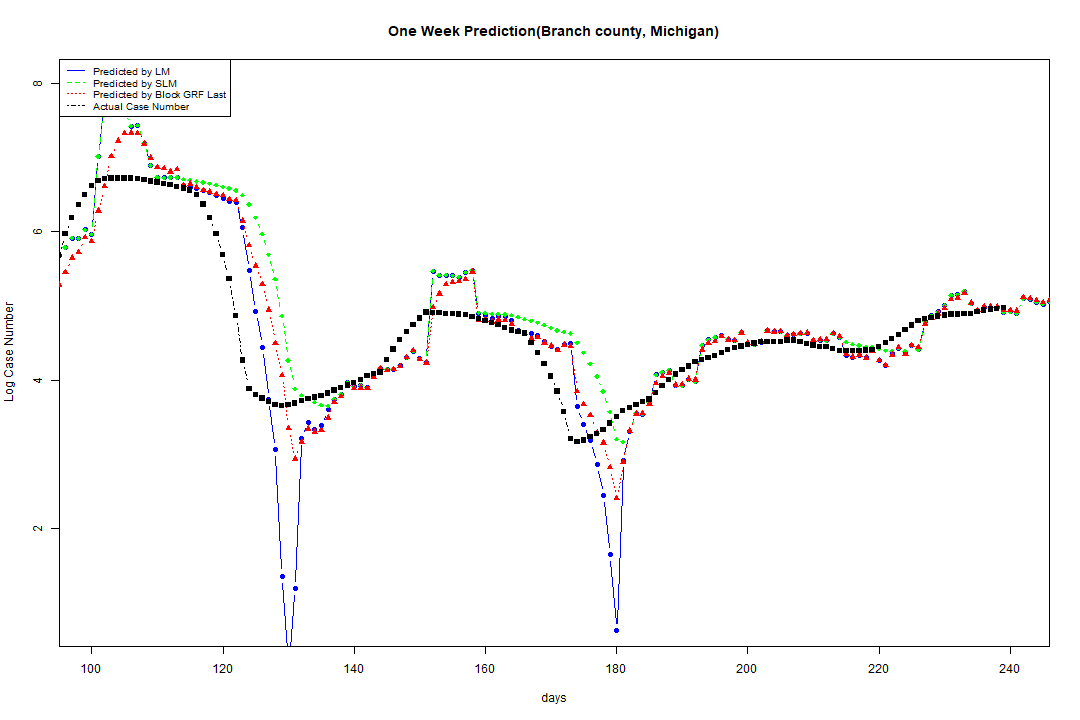 One Week Prediction(Branch county, Michigan)
Predicted by LM
Predicted by SLM
Predicted by Block GRF Last
Actual Case Number
8
6
4
2
Log Case Number
100 120 140 160 180 200 220 240
days